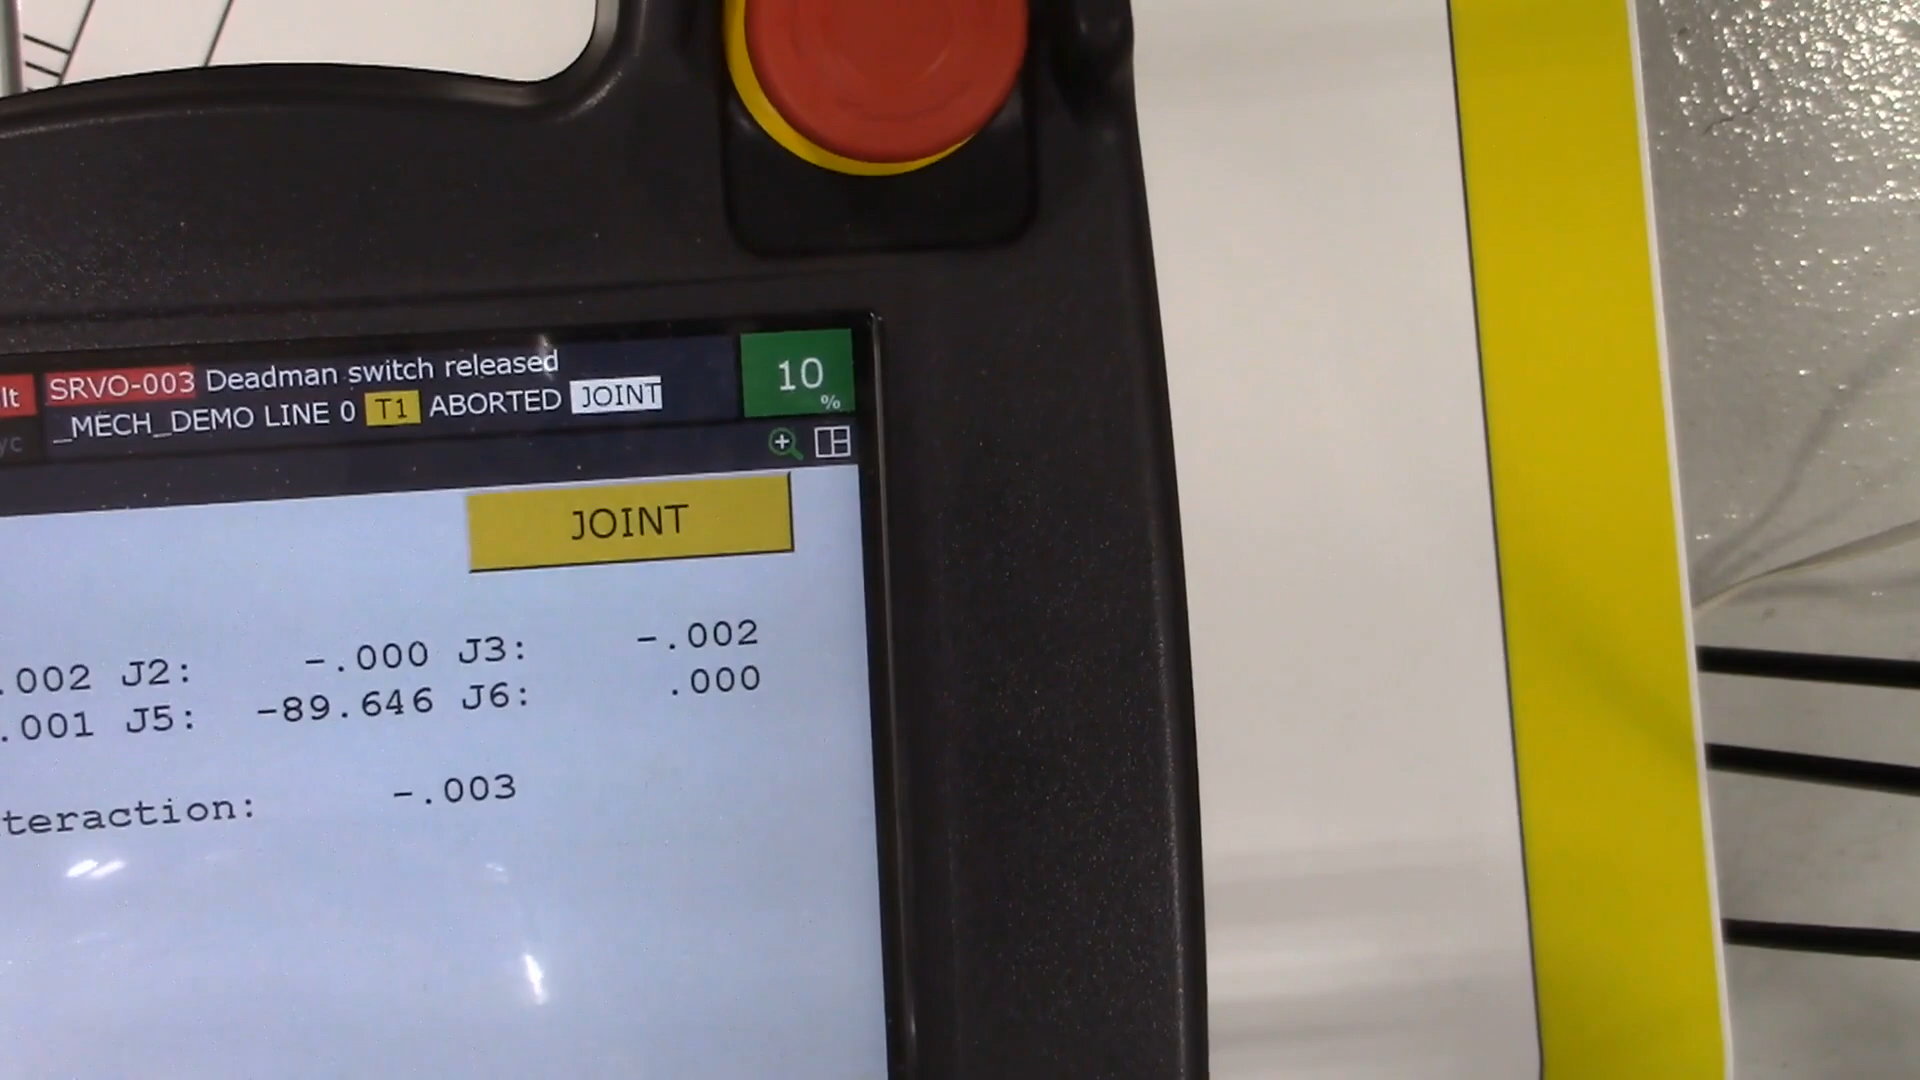 lt SRVO-003 Deadman switch released
_MECH_DEMO LINE 0 T1 ABORTED JOINT
10 %
yc
JOINT
.002 J2: -.000 J3: -.002
.001 J5: -89.646 J6: .000
teraction: -.003